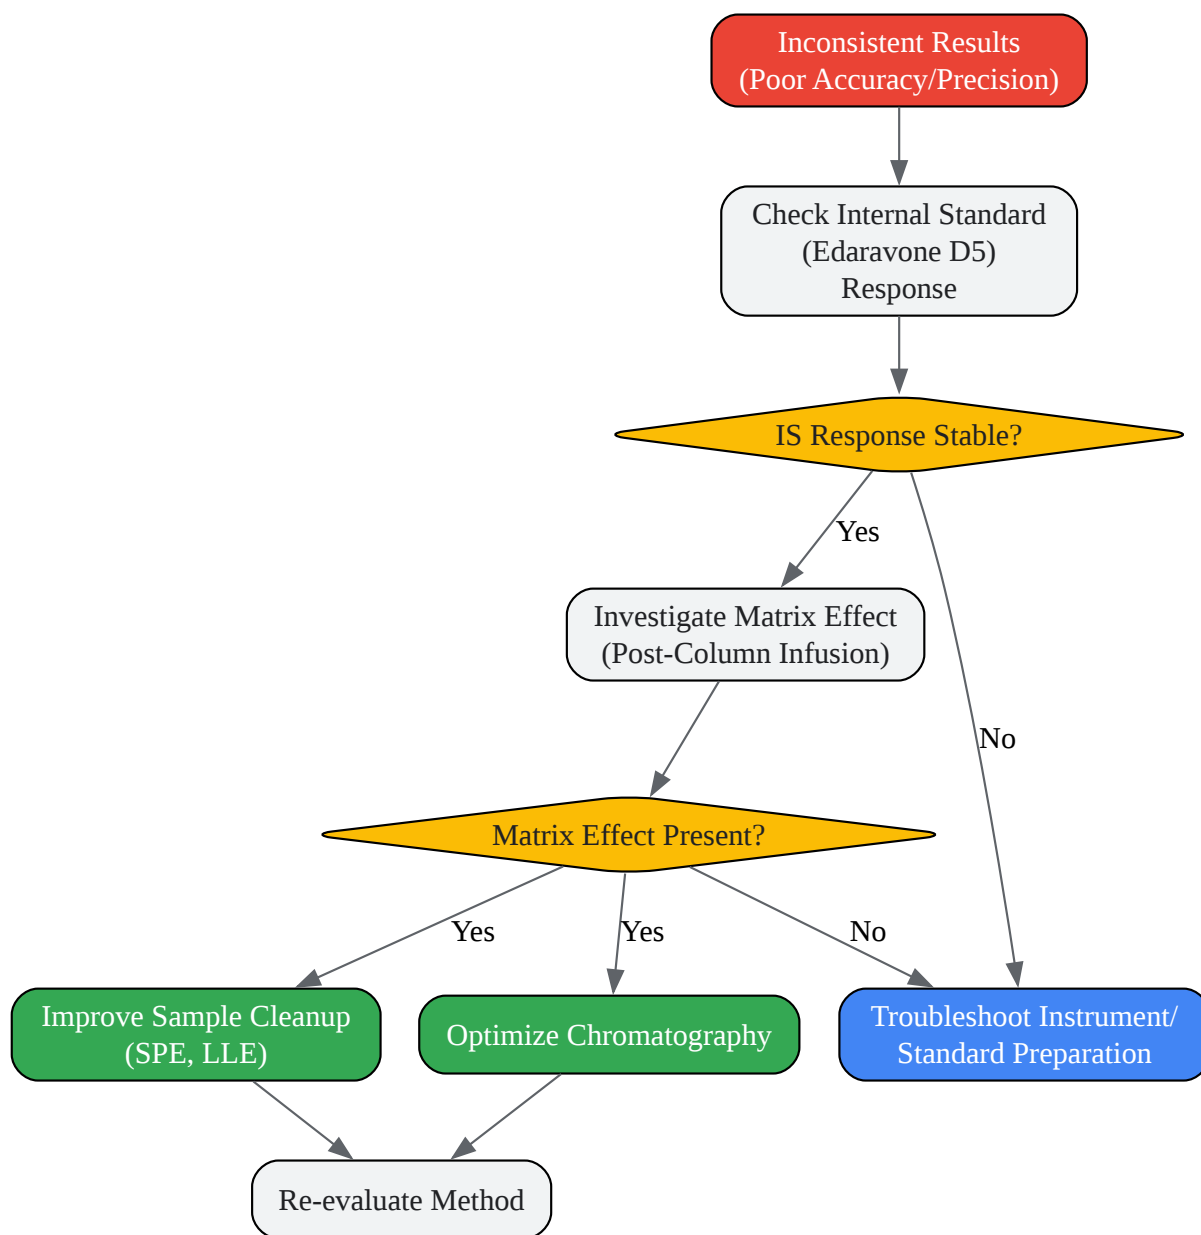 Inconsistent Results
(Poor Accuracy/Precision)
Check Internal Standard
(Edaravone D5)
Response
IS Response Stable?
Yes
Investigate Matrix Effect
(Post-Column Infusion)
No
Matrix Effect Present?
Yes
Yes
No
Improve Sample Cleanup
(SPE, LLE)
Optimize Chromatography
Troubleshoot Instrument/
Standard Preparation
Re-evaluate Method